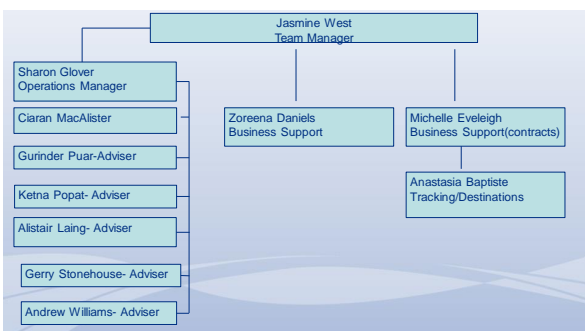 Jasmine West
Team Manager
Sharon Glover
Operations Manager
Ciaran MacAlister
Gurinder Puar-Adviser
Ketna Popat- Adviser
Alistair Laing- Adviser
Gerry Stonehouse- Adviser
Andrew Williams- Adviser
Zoreena Daniels
Business Support
Michelle Eveleigh
Business Support(contracts)
Anastasia Baptiste
Tracking/Destinations